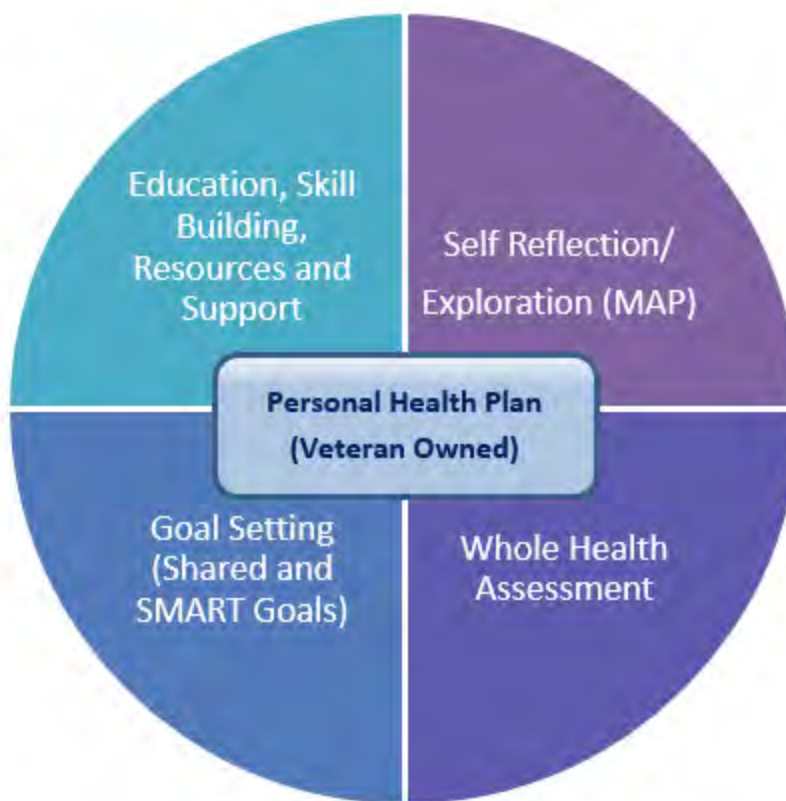 Education, Skill
Building,
Resources and
Support
Self Reflection/
Exploration (MAP)
Personal Health Plan
(Veteran Owned)
Goal Setting
(Shared and
SMART Goals)
Whole Health
Assessment